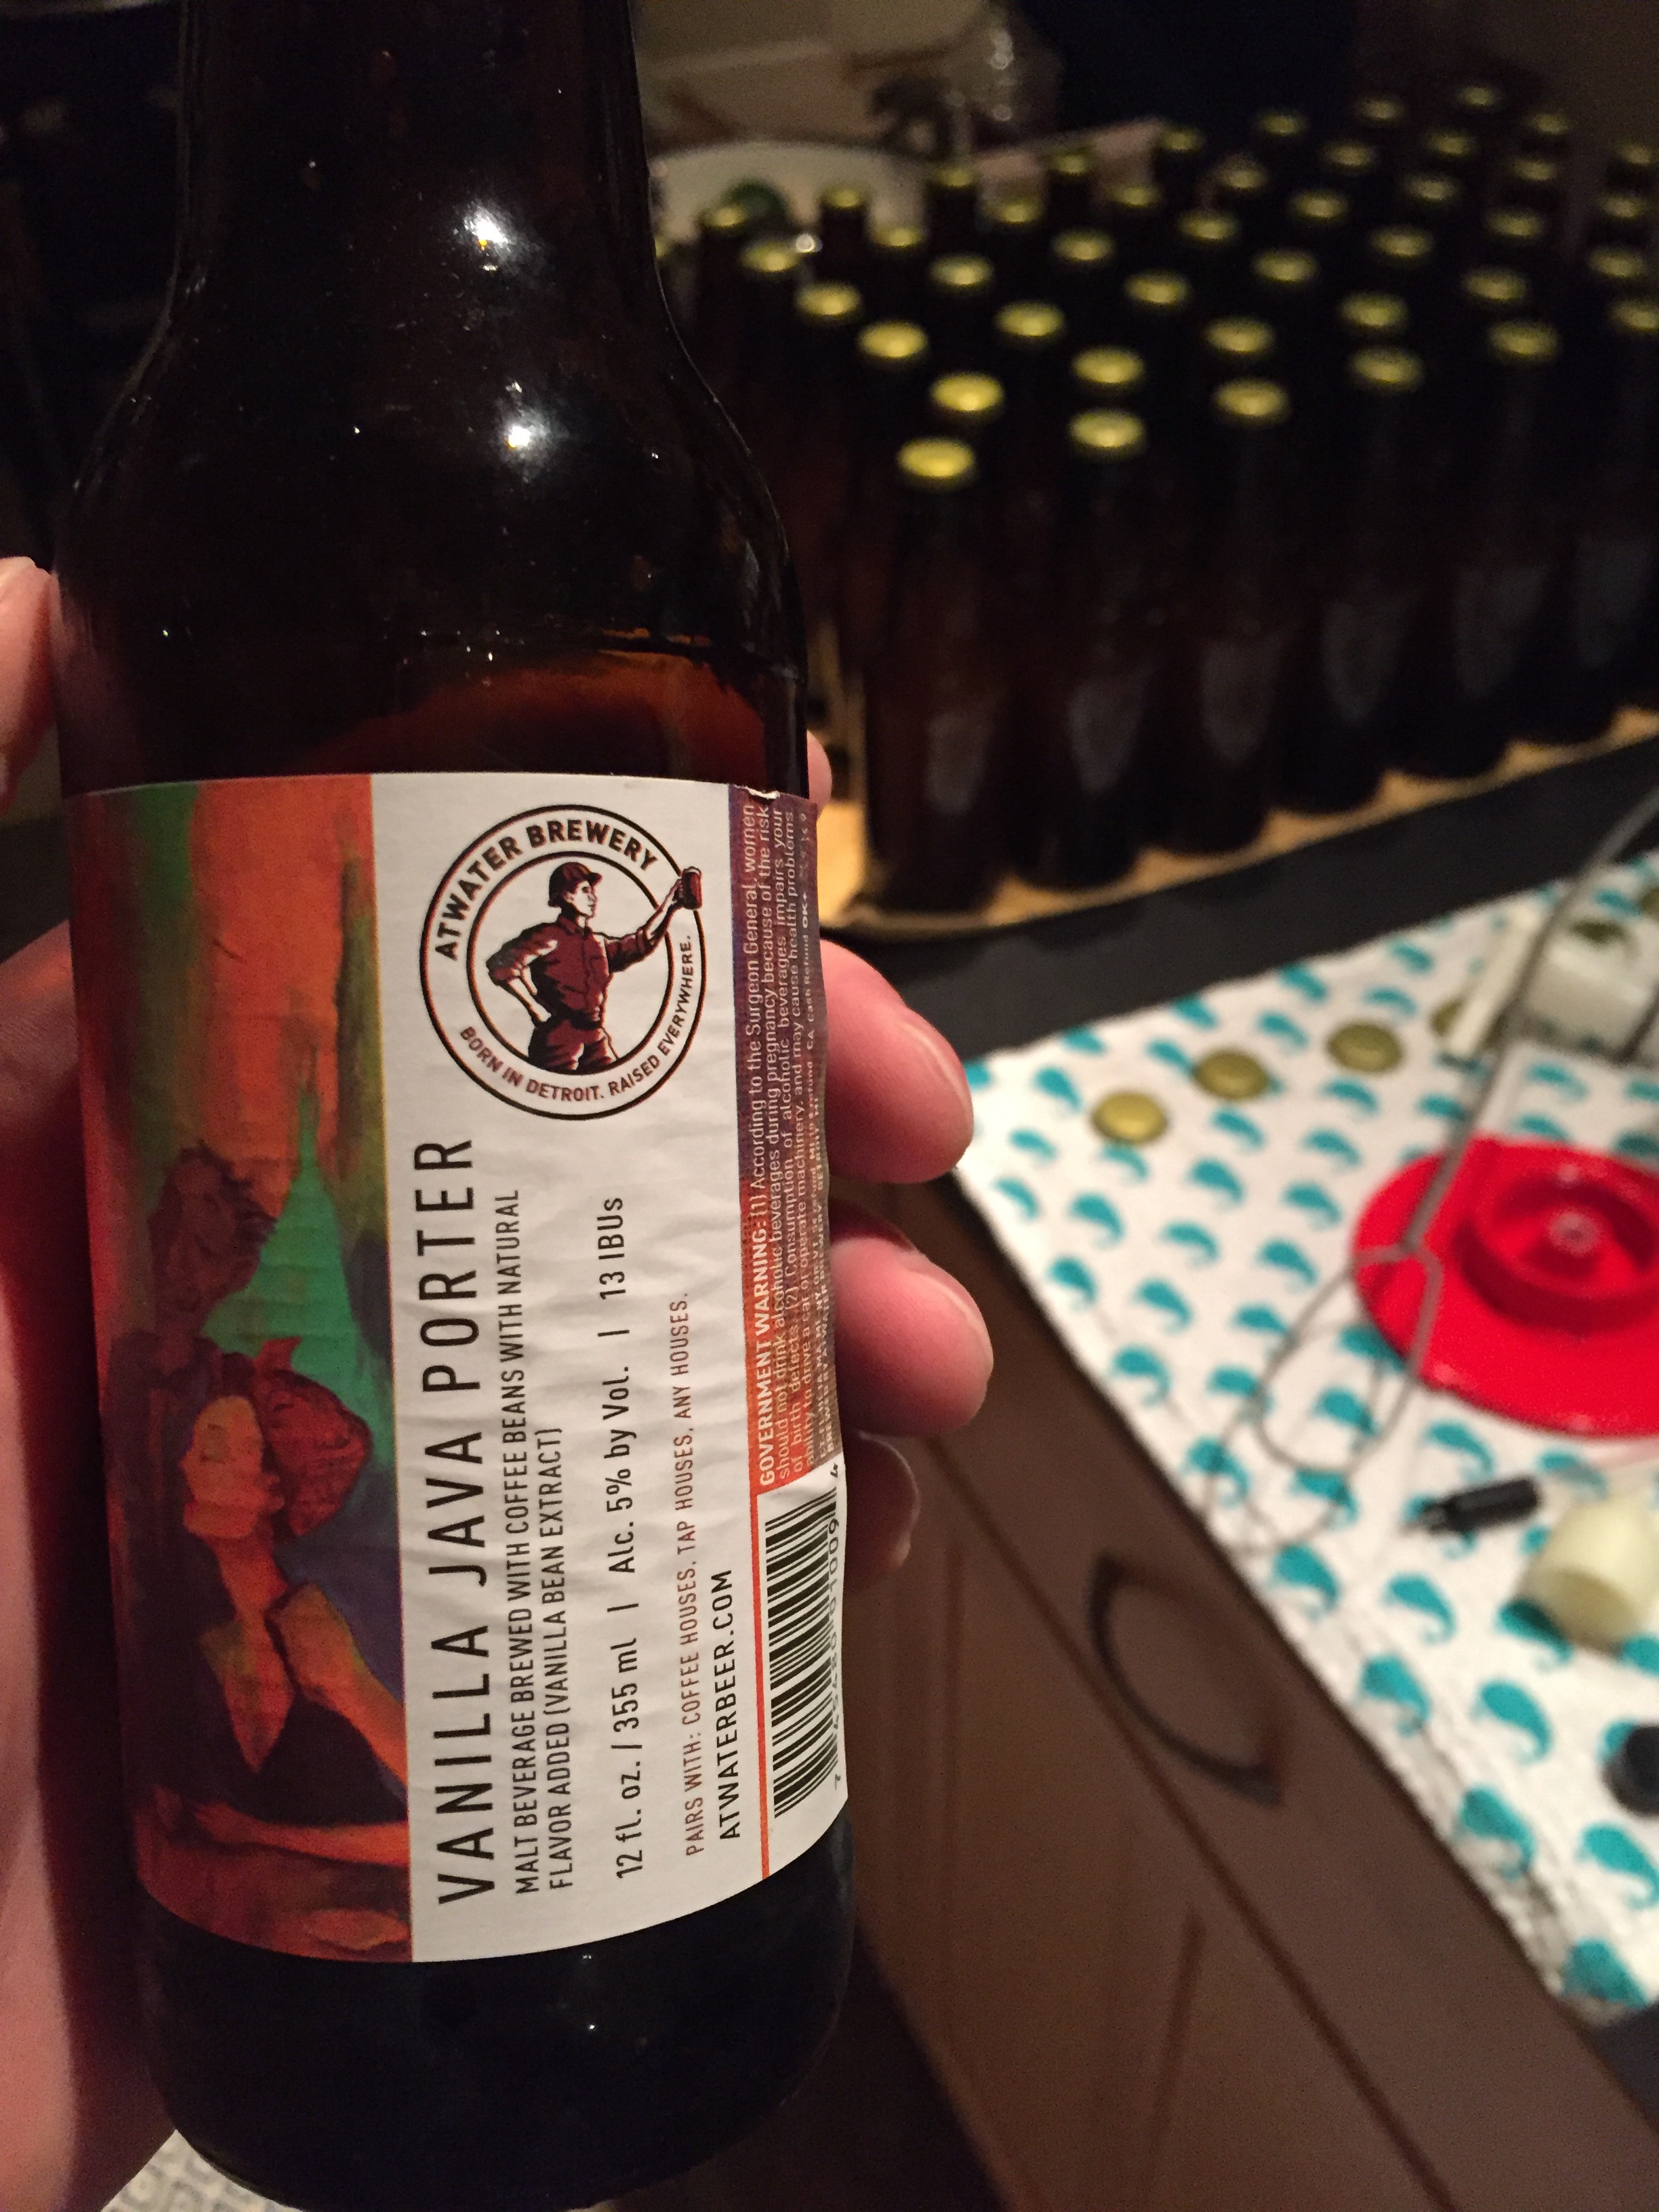 ATWATER BREWERY
BORN IN DETROIT. RAISED EVERYWHERE.
VANILLA JAVA PORTER
MALT BEVERAGE BREWED WITH COFFEE BEANS WITH NATURAL
FLAVOR ADDED (VANILLA BEAN EXTRACT)
12 fl. oz. / 355 ml | Alc. 5% by Vol. | 13 IBUs
PAIRS WITH: COFFEE HOUSES. TAP HOUSES, ANY HOUSES.
ATWATERBEER.COM
GOVERNMENT WARNING: (1) According to the Surgeon General, women
should not drink alcoholic beverages during pregnancy because of the risk
of birth defects. (2) Consumption of alcoholic beverages impairs your
ability to drive a car or operate machinery, and may cause health problems.